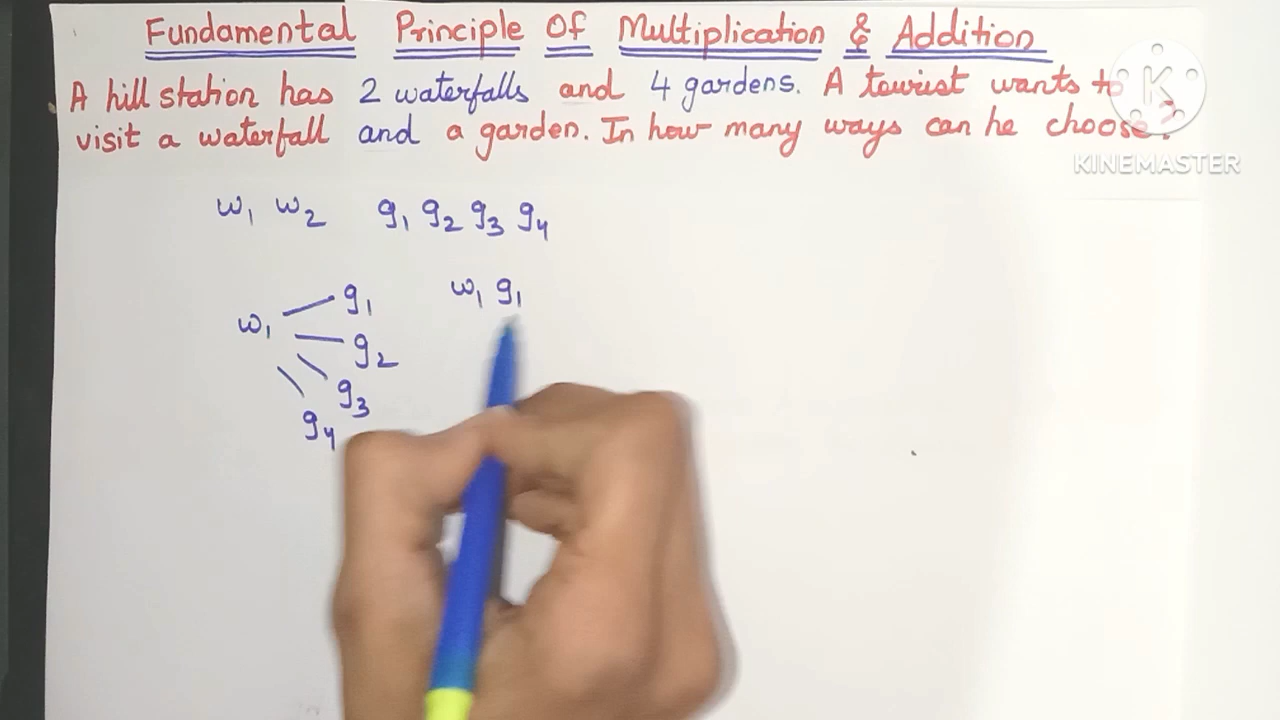 Fundamental Principle Of Multiplication & Addition
A hill station has 2 waterfalls and 4 gardens. A tourist wants to
visit a waterfall and a garden. In how many ways can he choose?
K
KINEMASTER
w₁ w₂ g₁ g₂ g₃ g₄
g₁ w₁ g₁
w₁
g₂
g₃
g₄